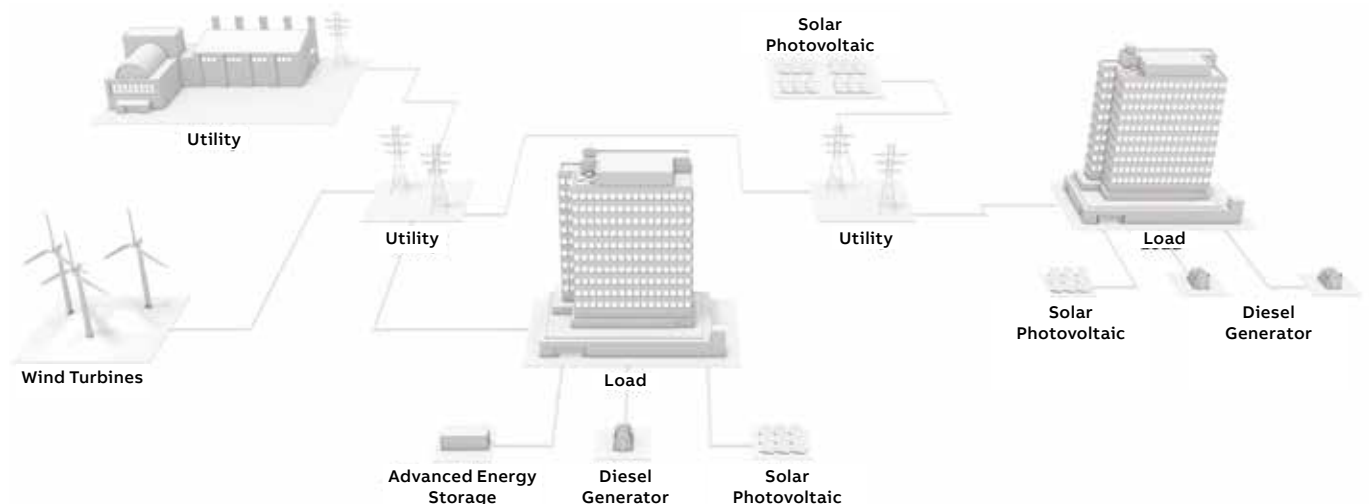 Solar
Photovoltaic
Utility
Utility
Utility
Load
Solar
Photovoltaic
Diesel
Generator
Wind Turbines
Load
Advanced Energy
Storage
Diesel
Generator
Solar
Photovoltaic